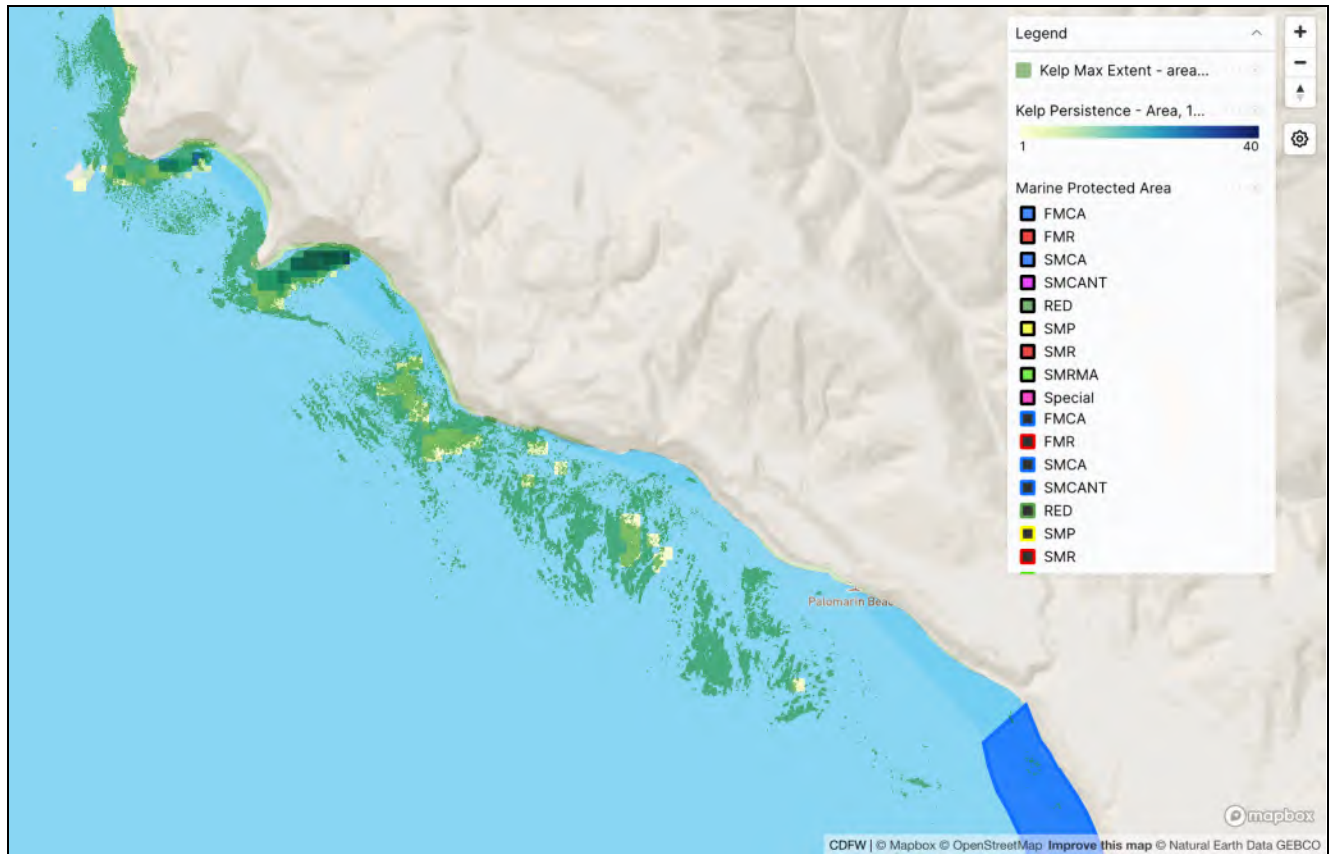 Legend
Kelp Max Extent - area...
Kelp Persistence - Area, 1...
1 40
Marine Protected Area
FMCA
FMR
SMCA
SMCANT
RED
SMP
SMR
SMRMA
Special
FMCA
FMR
SMCA
SMCANT
RED
SMP
SMR
Palomarin Beac
mapbox
CDFW | © Mapbox © OpenStreetMap Improve this map © Natural Earth Data GEBCO